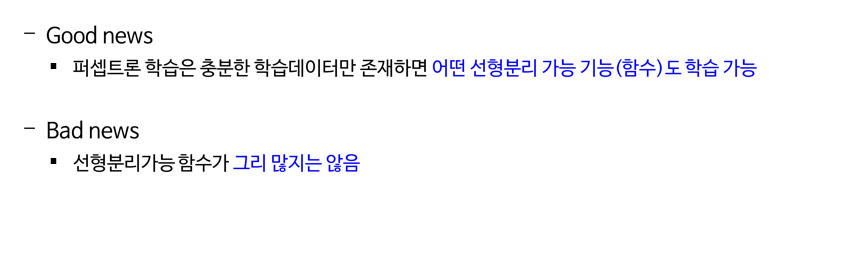 – Good news
▪ 퍼셉트론 학습은 충분한 학습데이터만 존재하면 어떤 선형분리 가능 기능(함수)도 학습 가능
– Bad news
▪ 선형분리가능 함수가 그리 많지는 않음